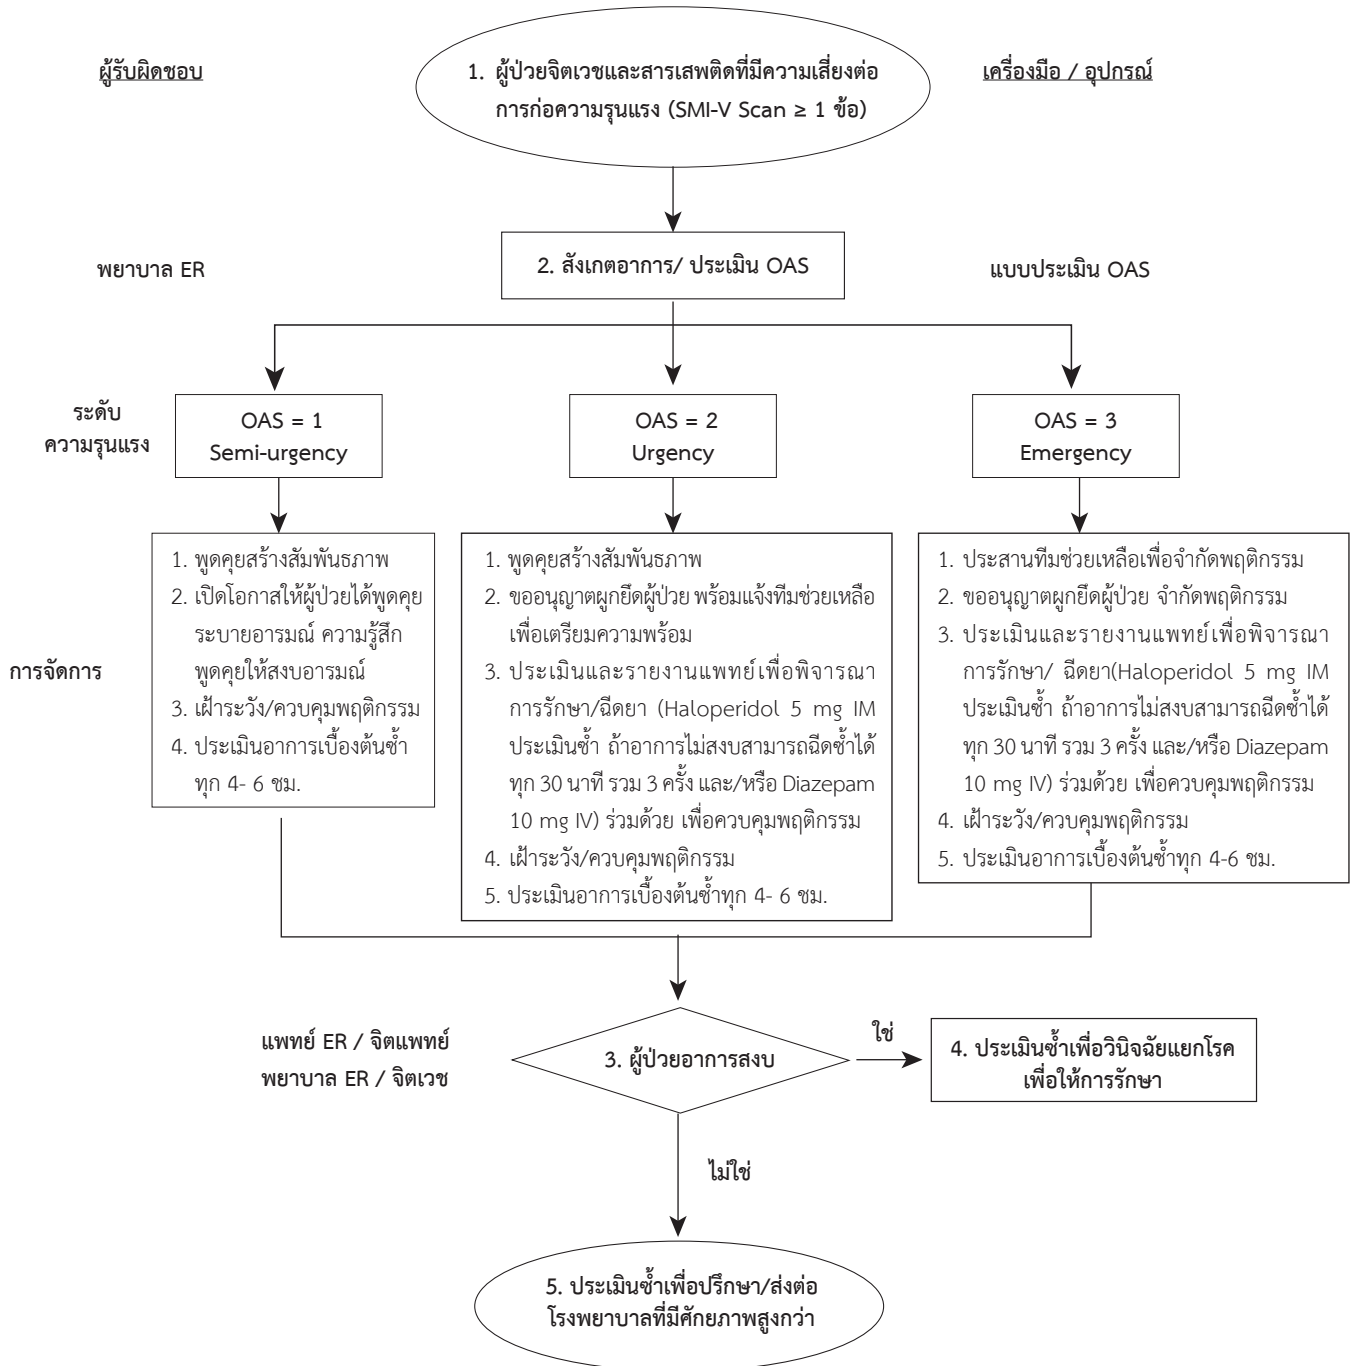 ผู้รับผิดชอบ
1. ผู้ป่วยจิตเวชและสารเสพติดที่มีความเสี่ยงต่อ
การก่อความรุนแรง (SMI-V Scan ≥ 1 ข้อ)
เครื่องมือ / อุปกรณ์
พยาบาล ER
2. สังเกตอาการ/ ประเมิน OAS
แบบประเมิน OAS
ระดับ
ความรุนแรง
OAS = 1
Semi-urgency
OAS = 2
Urgency
OAS = 3
Emergency
การจัดการ
1. พูดคุยสร้างสัมพันธภาพ
2. เปิดโอกาสให้ผู้ป่วยได้พูดคุย
ระบายอารมณ์ ความรู้สึก
พูดคุยให้สงบอารมณ์
3. เฝ้าระวัง/ควบคุมพฤติกรรม
4. ประเมินอาการเบื้องต้นซ้ำ
ทุก 4- 6 ชม.
1. พูดคุยสร้างสัมพันธภาพ
2. ขออนุญาตผูกยึดผู้ป่วย พร้อมแจ้งทีมช่วยเหลือ
เพื่อเตรียมความพร้อม
3. ประเมินและรายงานแพทย์เพื่อพิจารณา
การรักษา/ฉีดยา (Haloperidol 5 mg IM
ประเมินซ้ำ ถ้าอาการไม่สงบสามารถฉีดซ้ำได้
ทุก 30 นาที รวม 3 ครั้ง และ/หรือ Diazepam
10 mg IV) ร่วมด้วย เพื่อควบคุมพฤติกรรม
4. เฝ้าระวัง/ควบคุมพฤติกรรม
5. ประเมินอาการเบื้องต้นซ้ำทุก 4- 6 ชม.
1. ประสานทีมช่วยเหลือเพื่อจำกัดพฤติกรรม
2. ขออนุญาตผูกยึดผู้ป่วย จำกัดพฤติกรรม
3. ประเมินและรายงานแพทย์เพื่อพิจารณา
การรักษา/ ฉีดยา(Haloperidol 5 mg IM
ประเมินซ้ำ ถ้าอาการไม่สงบสามารถฉีดซ้ำได้
ทุก 30 นาที รวม 3 ครั้ง และ/หรือ Diazepam
10 mg IV) ร่วมด้วย เพื่อควบคุมพฤติกรรม
4. เฝ้าระวัง/ควบคุมพฤติกรรม
5. ประเมินอาการเบื้องต้นซ้ำทุก 4-6 ชม.
แพทย์ ER / จิตแพทย์
พยาบาล ER / จิตเวช
3. ผู้ป่วยอาการสงบ
ใช่
4. ประเมินซ้ำเพื่อวินิจฉัยแยกโรค
เพื่อให้การรักษา
ไม่ใช่
5. ประเมินซ้ำเพื่อปรึกษา/ส่งต่อ
โรงพยาบาลที่มีศักยภาพสูงกว่า